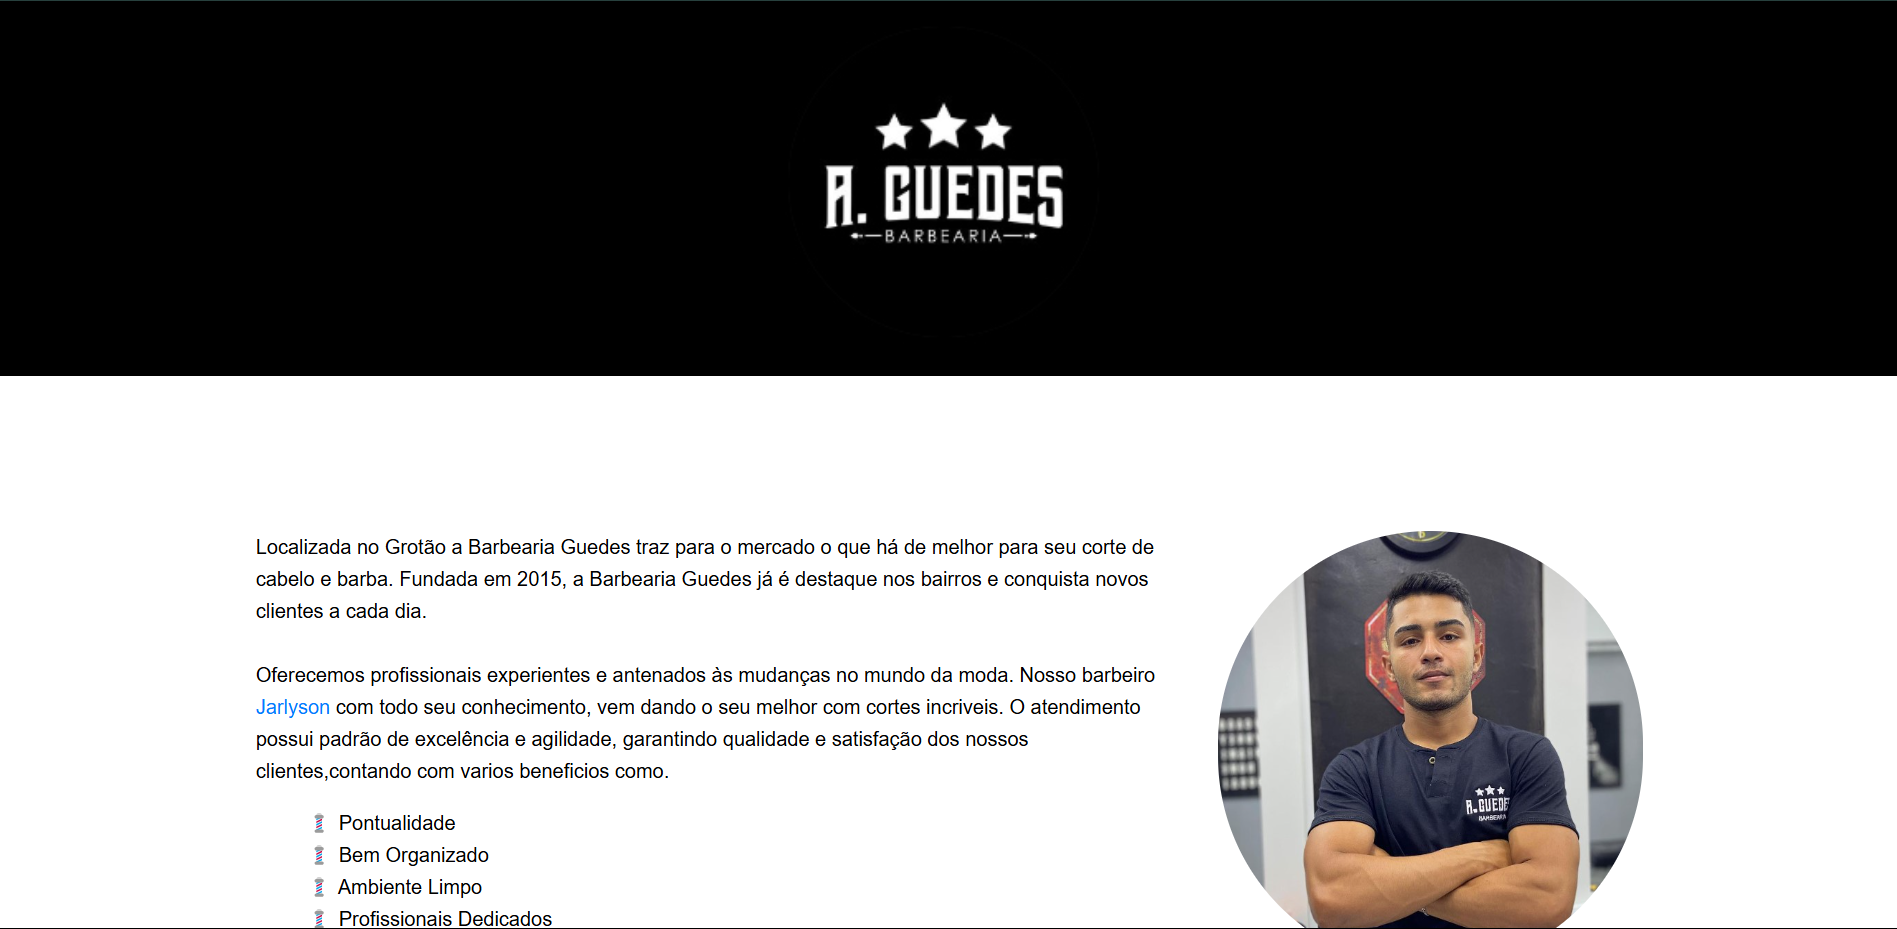 A. GUEDES
BARBEARIA
Localizada no Grotão a Barbearia Guedes traz para o mercado o que há de melhor para seu corte de
cabelo e barba. Fundada em 2015, a Barbearia Guedes já é destaque nos bairros e conquista novos
clientes a cada dia.
Oferecemos profissionais experientes e antenados às mudanças no mundo da moda. Nosso barbeiro
Jarlyson com todo seu conhecimento, vem dando o seu melhor com cortes incriveis. O atendimento
possui padrão de excelência e agilidade, garantindo qualidade e satisfação dos nossos
clientes,contando com varios beneficios como.
Pontualidade
Bem Organizado
Ambiente Limpo
Profissionais Dedicados
A. GUEDES
BARBEARIA